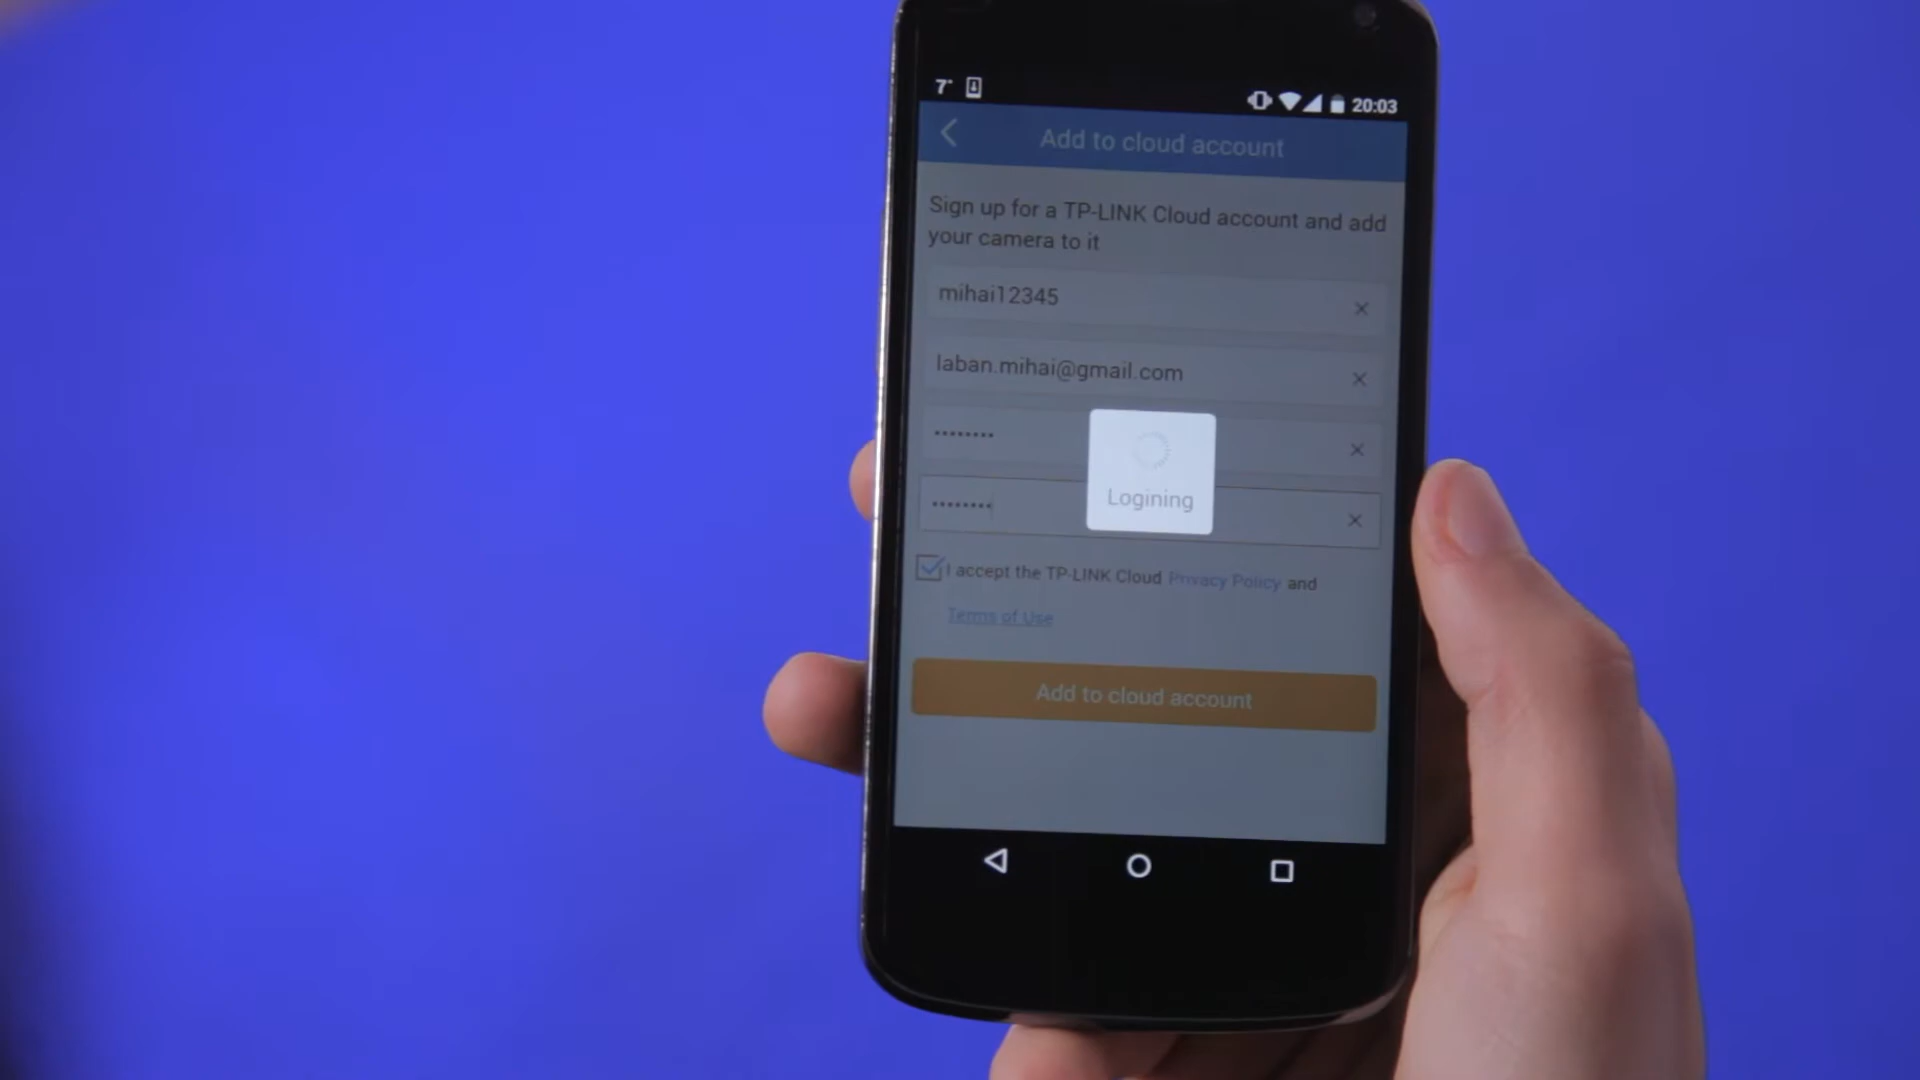 7°
20:03
Add to cloud account
Sign up for a TP-LINK Cloud account and add
your camera to it
mihai12345
laban.mihai@gmail.com
••••••••
••••••••
Logining
I accept the TP-LINK Cloud Privacy Policy and
Terms of Use
Add to cloud account